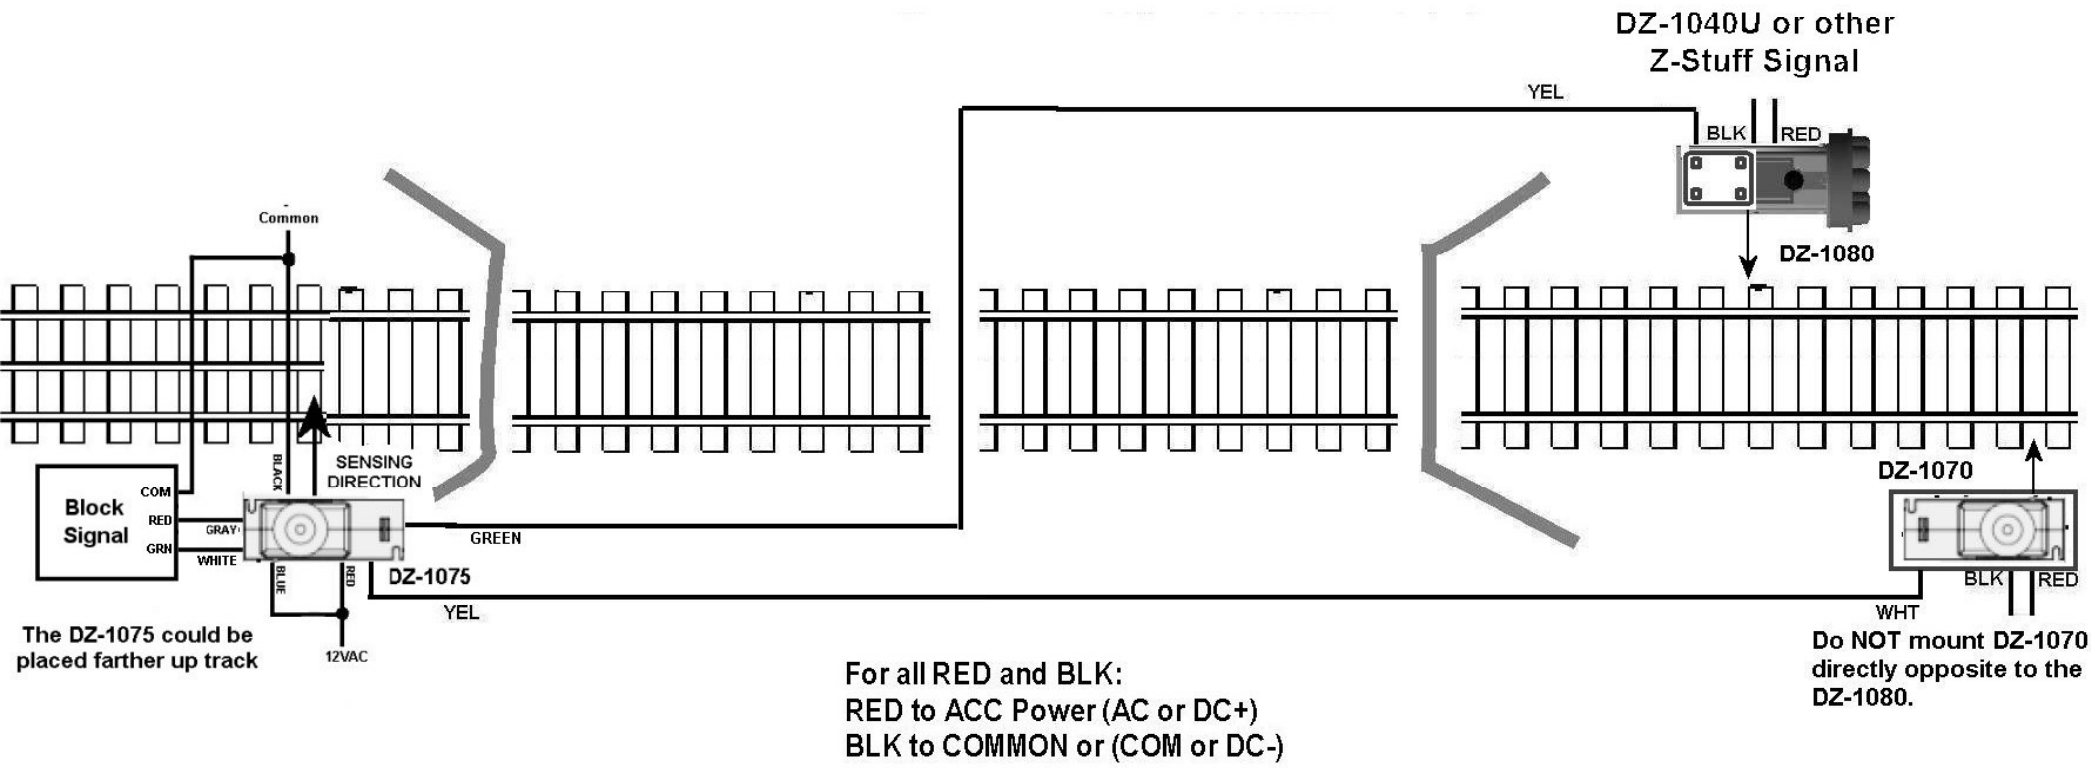 DZ-1040U or other
Z-Stuff Signal
YEL
BLK
RED
DZ-1080
Common
BLACK
SENSING
DIRECTION
Block
Signal
COM
RED
GRN
GRAY
WHITE
BLUE
RED
DZ-1075
GREEN
YEL
12VAC
The DZ-1075 could be
placed farther up track
DZ-1070
BLK
RED
WHT
Do NOT mount DZ-1070
directly opposite to the
DZ-1080.
For all RED and BLK:
RED to ACC Power (AC or DC+)
BLK to COMMON or (COM or DC-)